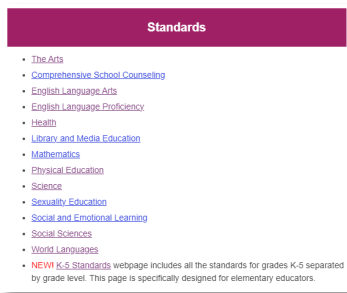 Standards
The Arts
Comprehensive School Counseling
English Language Arts
English Language Proficiency
Health
Library and Media Education
Mathematics
Physical Education
Science
Sexuality Education
Social and Emotional Learning
Social Sciences
World Languages
NEW! K-5 Standards webpage includes all the standards for grades K-5 separated
by grade level. This page is specifically designed for elementary educators.